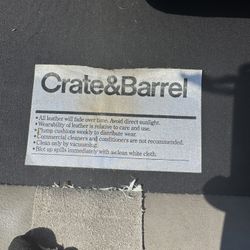 Crate&Barrel
• All leather will fade over time. Avoid direct sunlight.
• Wearability of leather is relative to care and use.
• Plump cushions weekly to distribute wear.
• Commercial cleaners and conditioners are not recommended.
• Clean only by vacuuming.
• Blot up spills immediately with a clean white cloth.